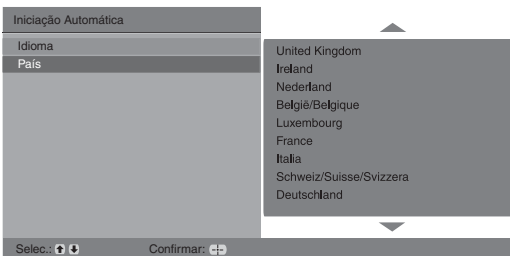 Iniciação Automática
Idioma
País
United Kingdom
Ireland
Nederland
België/Belgique
Luxembourg
France
Italia
Schweiz/Suisse/Svizzera
Deutschland
Selec.: Confirmar: